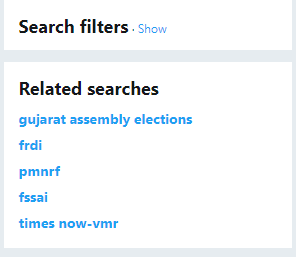 Search filters · Show
Related searches
gujarat assembly elections
frdi
pmnrf
fssai
times now-vmr